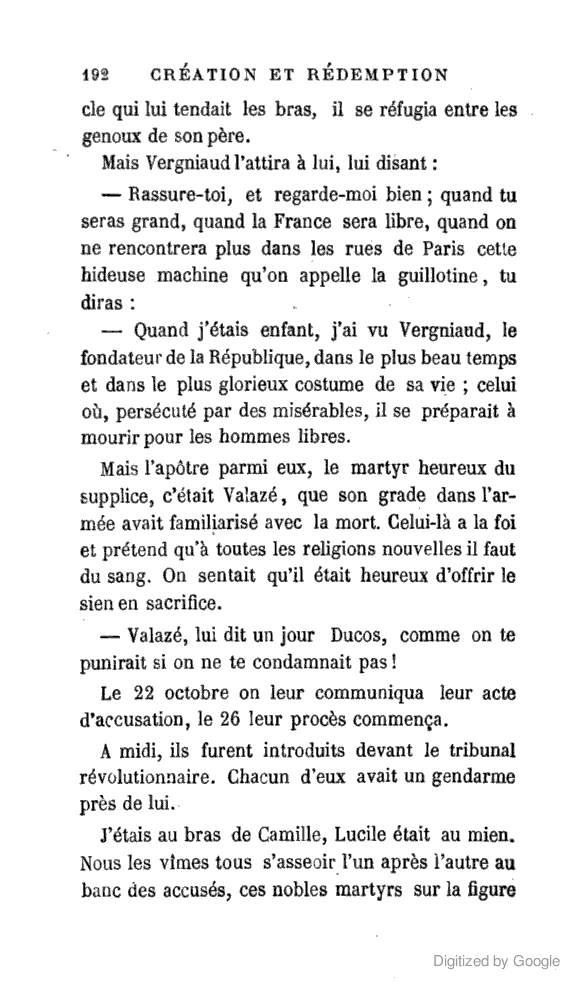 192 CRÉATION ET RÉDEMPTION
cle qui lui tendait les bras, il se réfugia entre les
genoux de son père.
Mais Vergniaud l'attira à lui, lui disant :
— Rassure-toi, et regarde-moi bien ; quand tu
seras grand, quand la France sera libre, quand on
ne rencontrera plus dans les rues de Paris cette
hideuse machine qu'on appelle la guillotine, tu
diras :
— Quand j'étais enfant, j'ai vu Vergniaud, le
fondateur de la République, dans le plus beau temps
et dans le plus glorieux costume de sa vie ; celui
où, persécuté par des misérables, il se préparait à
mourir pour les hommes libres.
Mais l'apôtre parmi eux, le martyr heureux du
supplice, c'était Valazé, que son grade dans l'ar-
mée avait familiarisé avec la mort. Celui-là a la foi
et prétend qu'à toutes les religions nouvelles il faut
du sang. On sentait qu'il était heureux d'offrir le
sien en sacrifice.
— Valazé, lui dit un jour Ducos, comme on te
punirait si on ne te condamnait pas !
Le 22 octobre on leur communiqua leur acte
d'accusation, le 26 leur procès commença.
A midi, ils furent introduits devant le tribunal
révolutionnaire. Chacun d'eux avait un gendarme
près de lui.
J'étais au bras de Camille, Lucile était au mien.
Nous les vîmes tous s'asseoir l'un après l'autre au
banc des accusés, ces nobles martyrs sur la figure
Digitized by Google